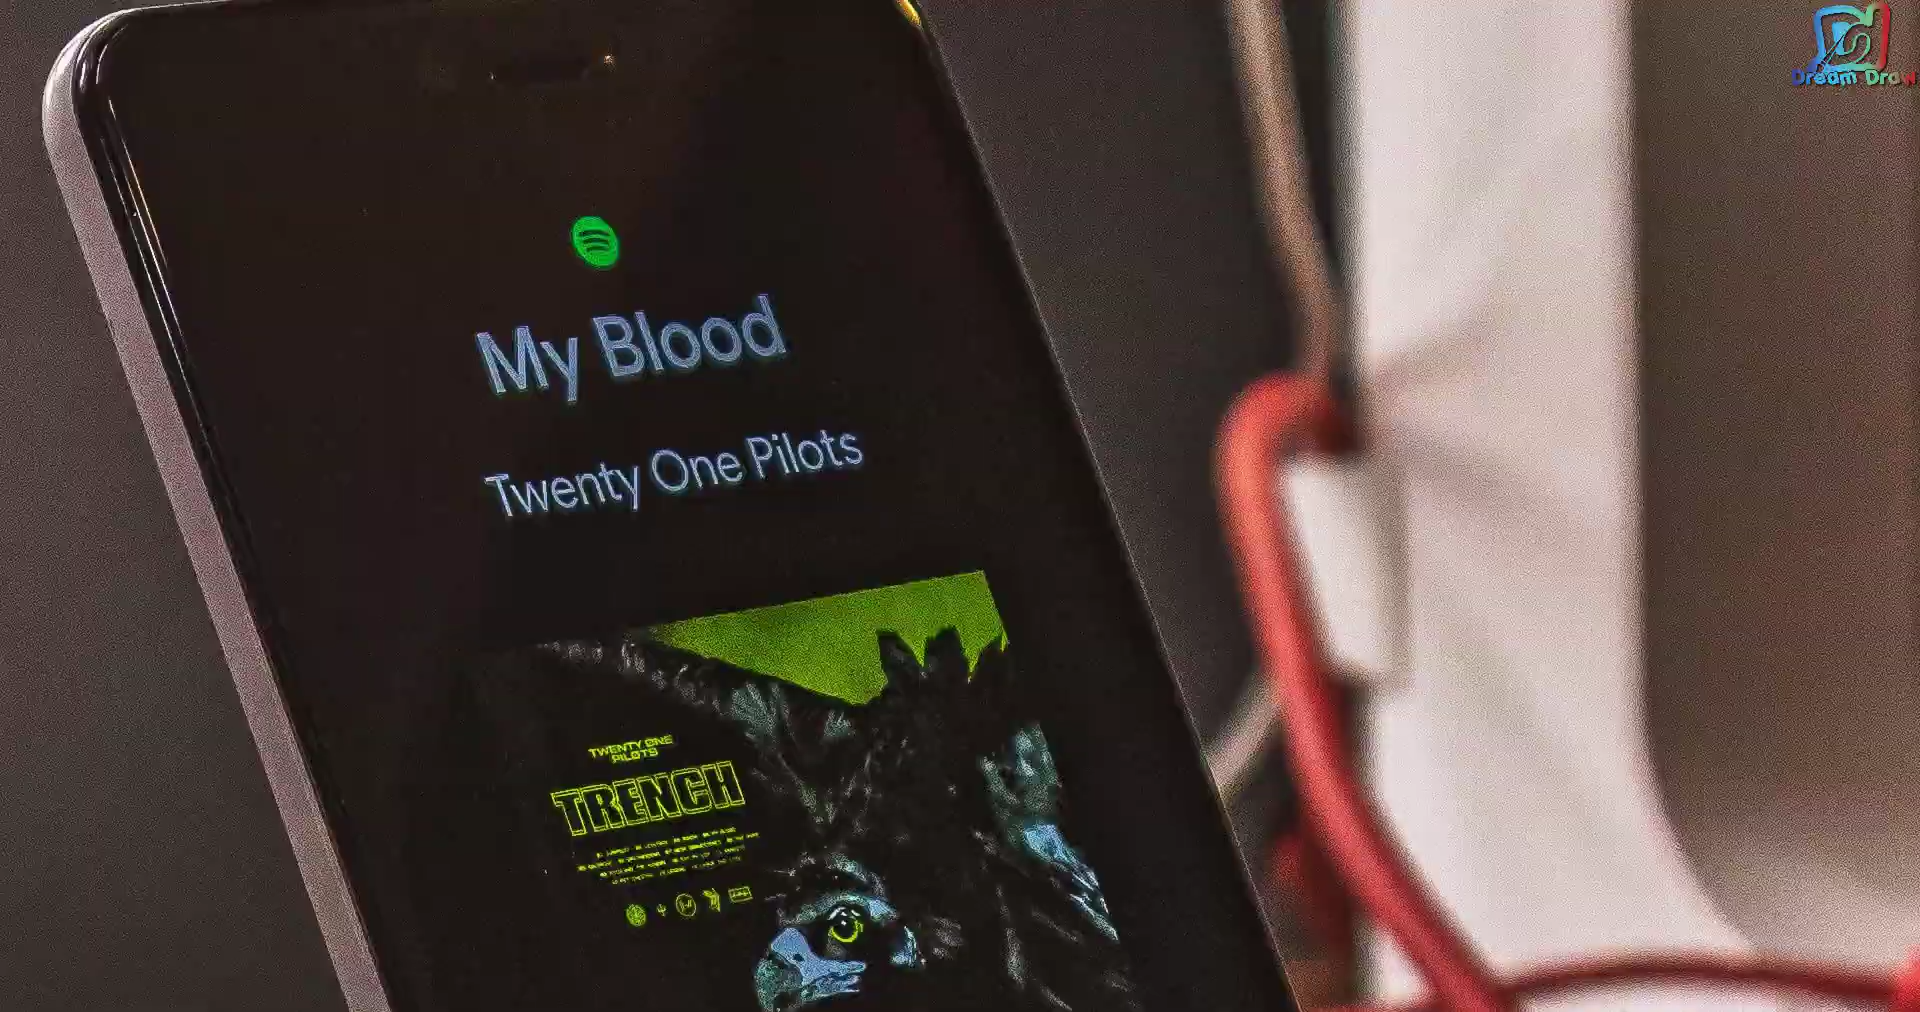 Dream Draw
My Blood
Twenty One Pilots
TWENTY ONE
PILOTS
TRENCH